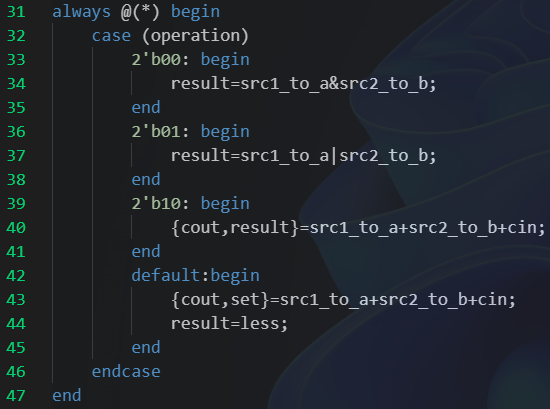 31 always @(*) begin
32     case (operation)
33         2'b00: begin
34             result=src1_to_a&src2_to_b;
35         end
36         2'b01: begin
37             result=src1_to_a|src2_to_b;
38         end
39         2'b10: begin
40             {cout,result}=src1_to_a+src2_to_b+cin;
41         end
42         default:begin
43             {cout,set}=src1_to_a+src2_to_b+cin;
44             result=less;
45         end
46     endcase
47 end